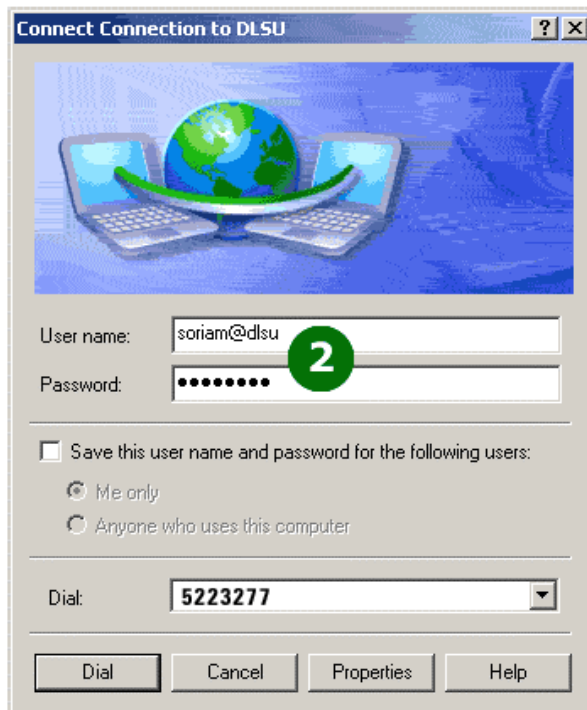 Connect Connection to DLSU
User name: soriam@dlsu
2
Password: ●●●●●●●●
Save this user name and password for the following users:
Me only
Anyone who uses this computer
Dial: 5223277
Dial Cancel Properties Help